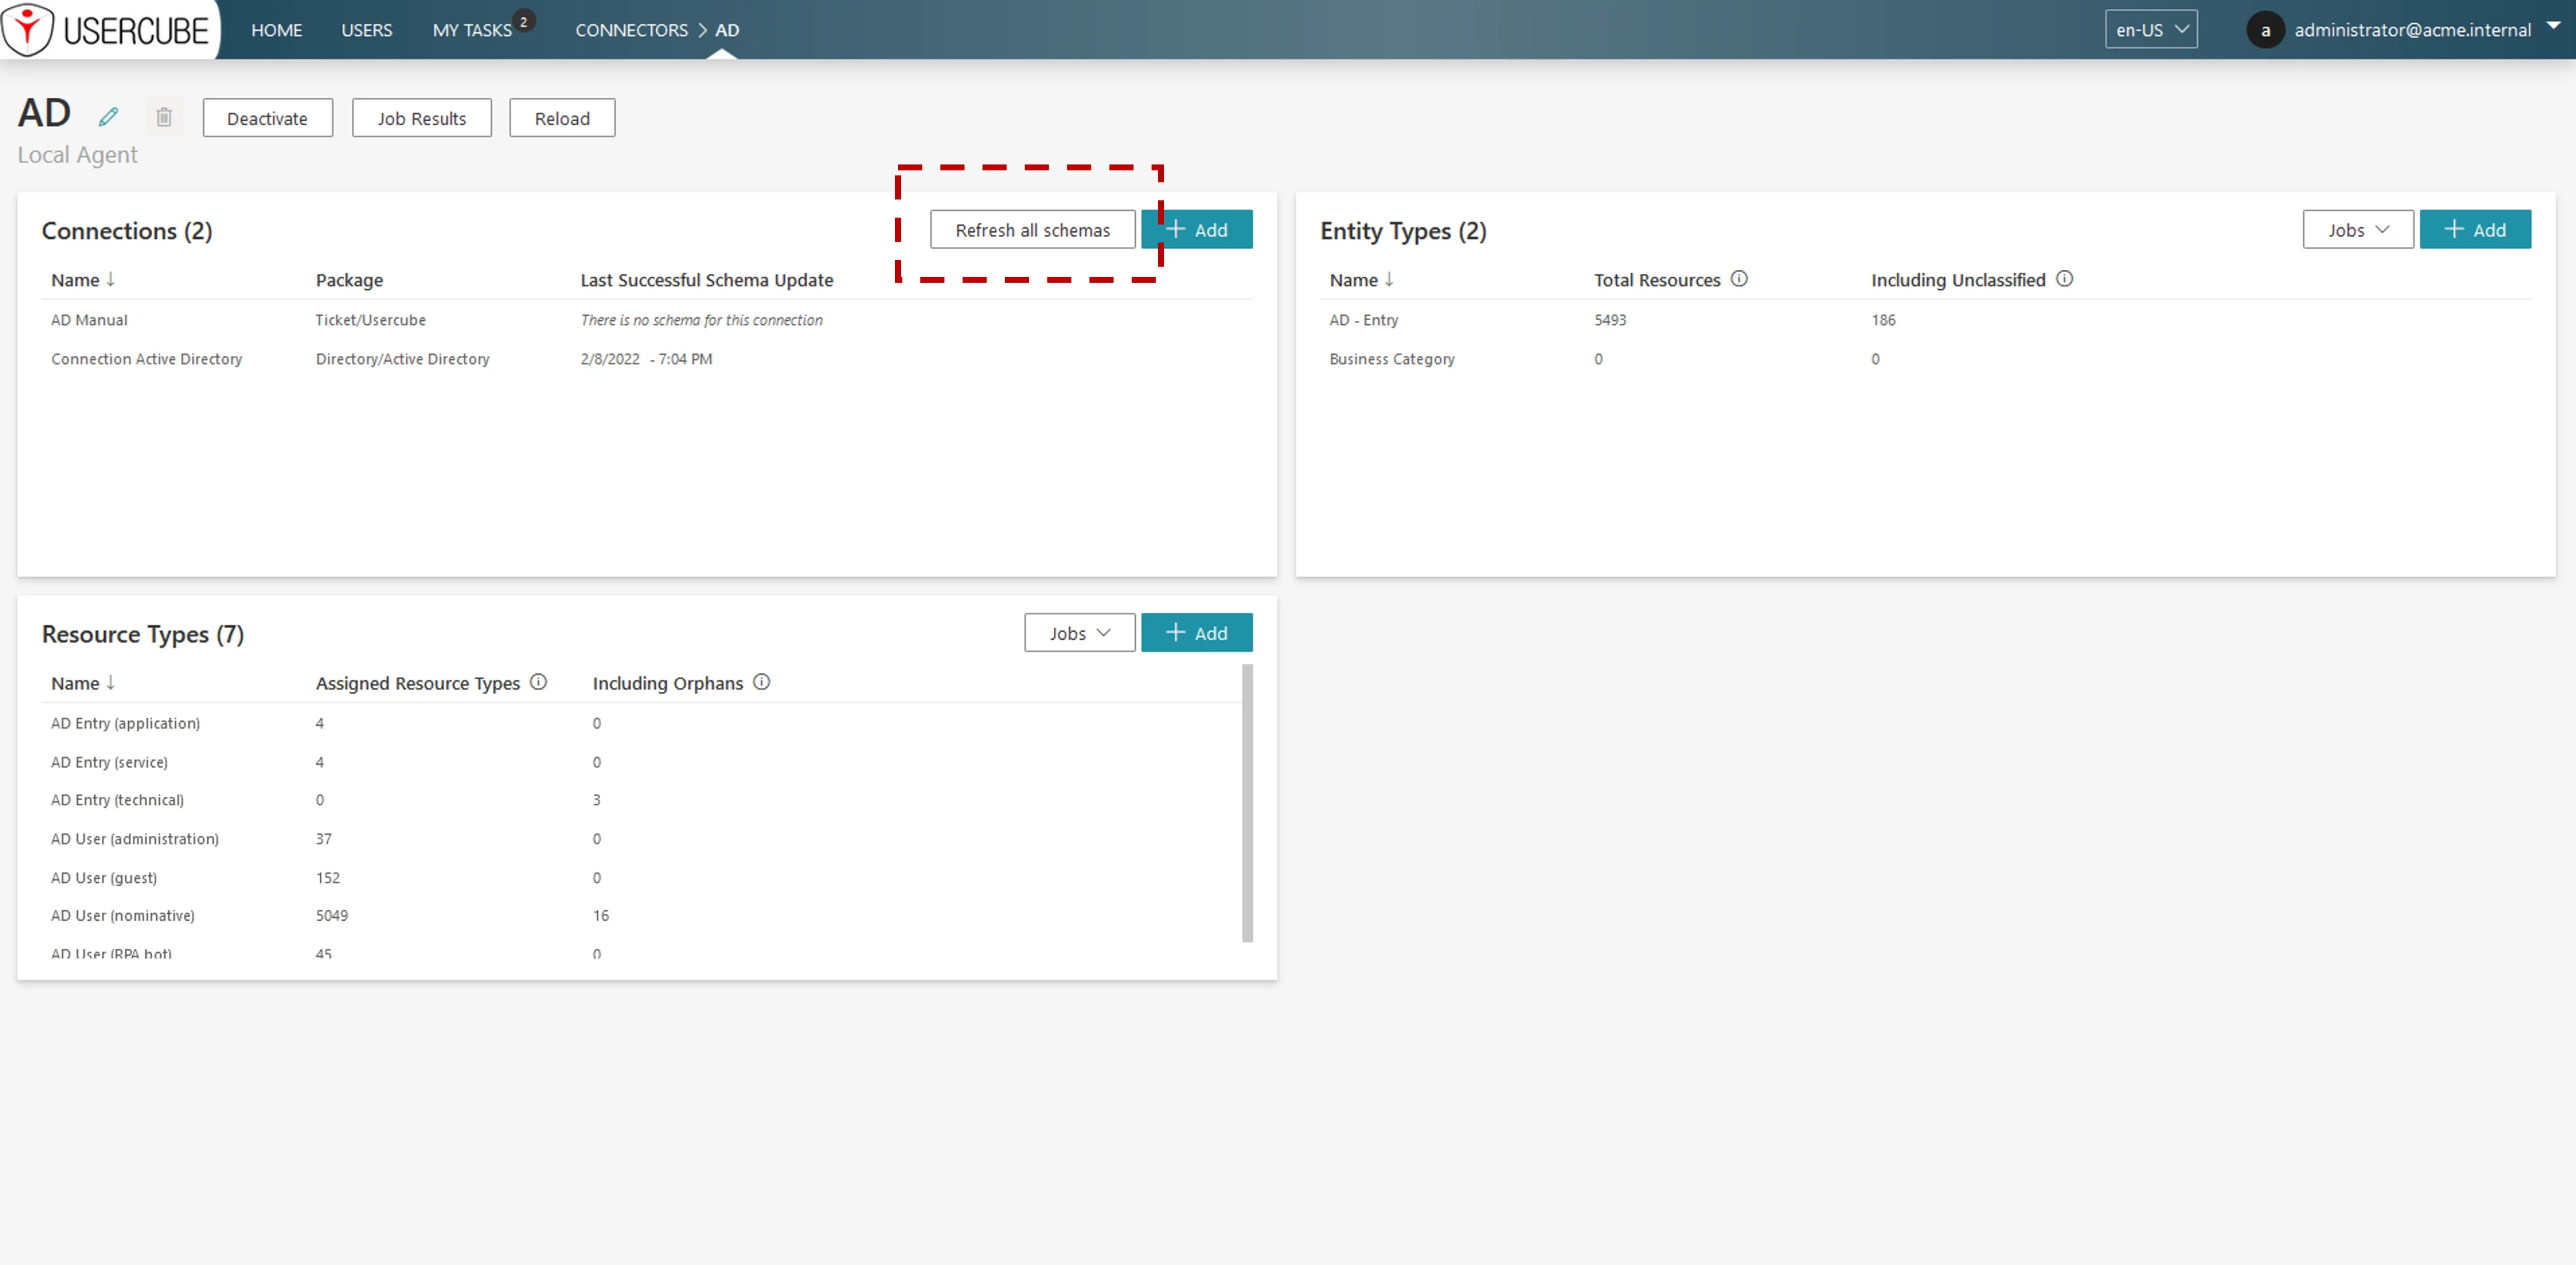 USERCUBE HOME USERS MY TASKS 2 CONNECTORS > AD en-US a administrator@acme.internal
AD Deactivate Job Results Reload
Local Agent
Connections (2) Refresh all schemas + Add
Name ↓ Package Last Successful Schema Update
AD Manual Ticket/Usercube There is no schema for this connection
Connection Active Directory Directory/Active Directory 2/8/2022 - 7:04 PM
Entity Types (2) Jobs + Add
Name ↓ Total Resources Including Unclassified
AD - Entry 5493 186
Business Category 0 0
Resource Types (7) Jobs + Add
Name ↓ Assigned Resource Types Including Orphans
AD Entry (application) 4 0
AD Entry (service) 4 0
AD Entry (technical) 0 3
AD User (administration) 37 0
AD User (guest) 152 0
AD User (nominative) 5049 16
AD User (RPA bot) 45 0